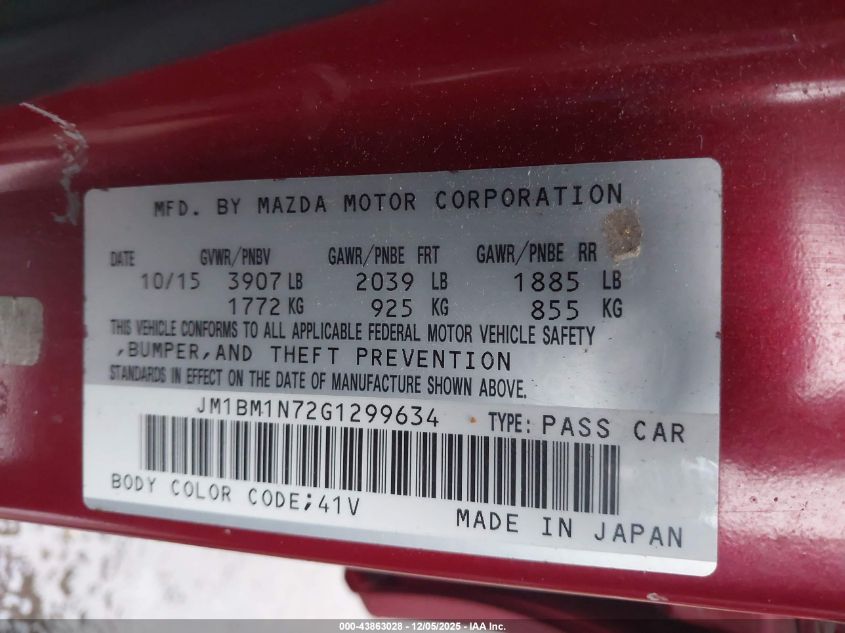 MFD. BY MAZDA MOTOR CORPORATION
DATE GVWR/PNBV GAWR/PNBE FRT GAWR/PNBE RR
10/15 3907 LB 2039 LB 1885 LB
1772 KG 925 KG 855 KG
THIS VEHICLE CONFORMS TO ALL APPLICABLE FEDERAL MOTOR VEHICLE SAFETY
,BUMPER,AND THEFT PREVENTION
STANDARDS IN EFFECT ON THE DATE OF MANUFACTURE SHOWN ABOVE.
JM1BM1N72G1299634 TYPE: PASS CAR
BODY COLOR CODE;41V
MADE IN JAPAN
000-43863028 - 12/05/2025 - IAA Inc.